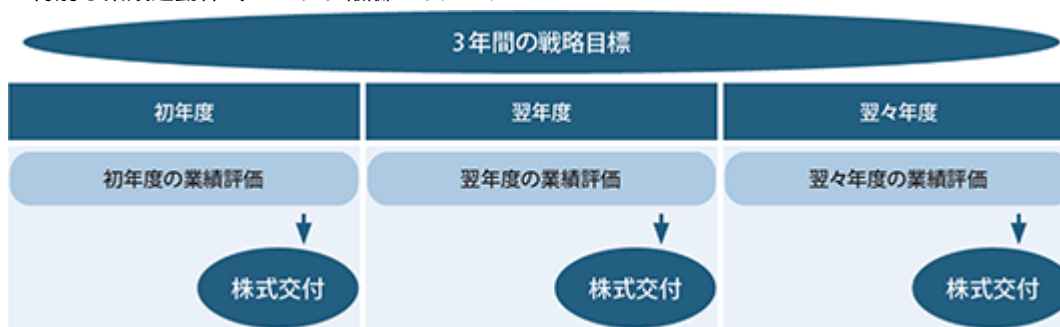 3年間の戦略目標
初年度 翌年度 翌々年度
初年度の業績評価 翌年度の業績評価 翌々年度の業績評価
株式交付 株式交付 株式交付